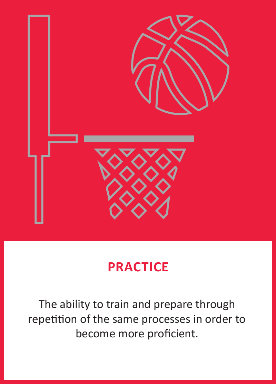 PRACTICE
The ability to train and prepare through
repetition of the same processes in order to
become more proficient.